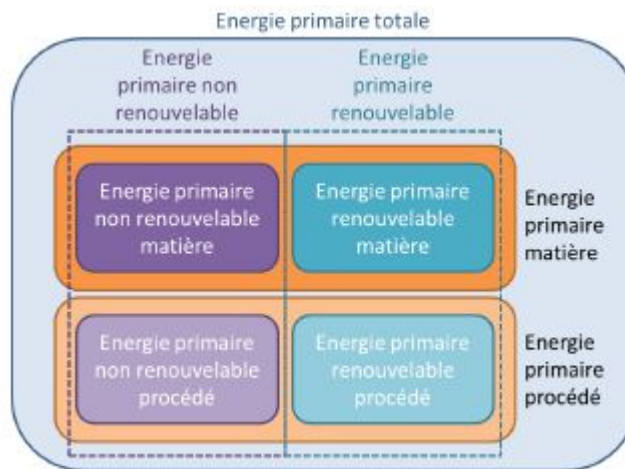 Energie primaire totale
Energie
primaire non
renouvelable
Energie
primaire
renouvelable
Energie primaire
non renouvelable
matière
Energie primaire
renouvelable
matière
Energie
primaire
matière
Energie primaire
non renouvelable
procédé
Energie primaire
renouvelable
procédé
Energie
primaire
procédé